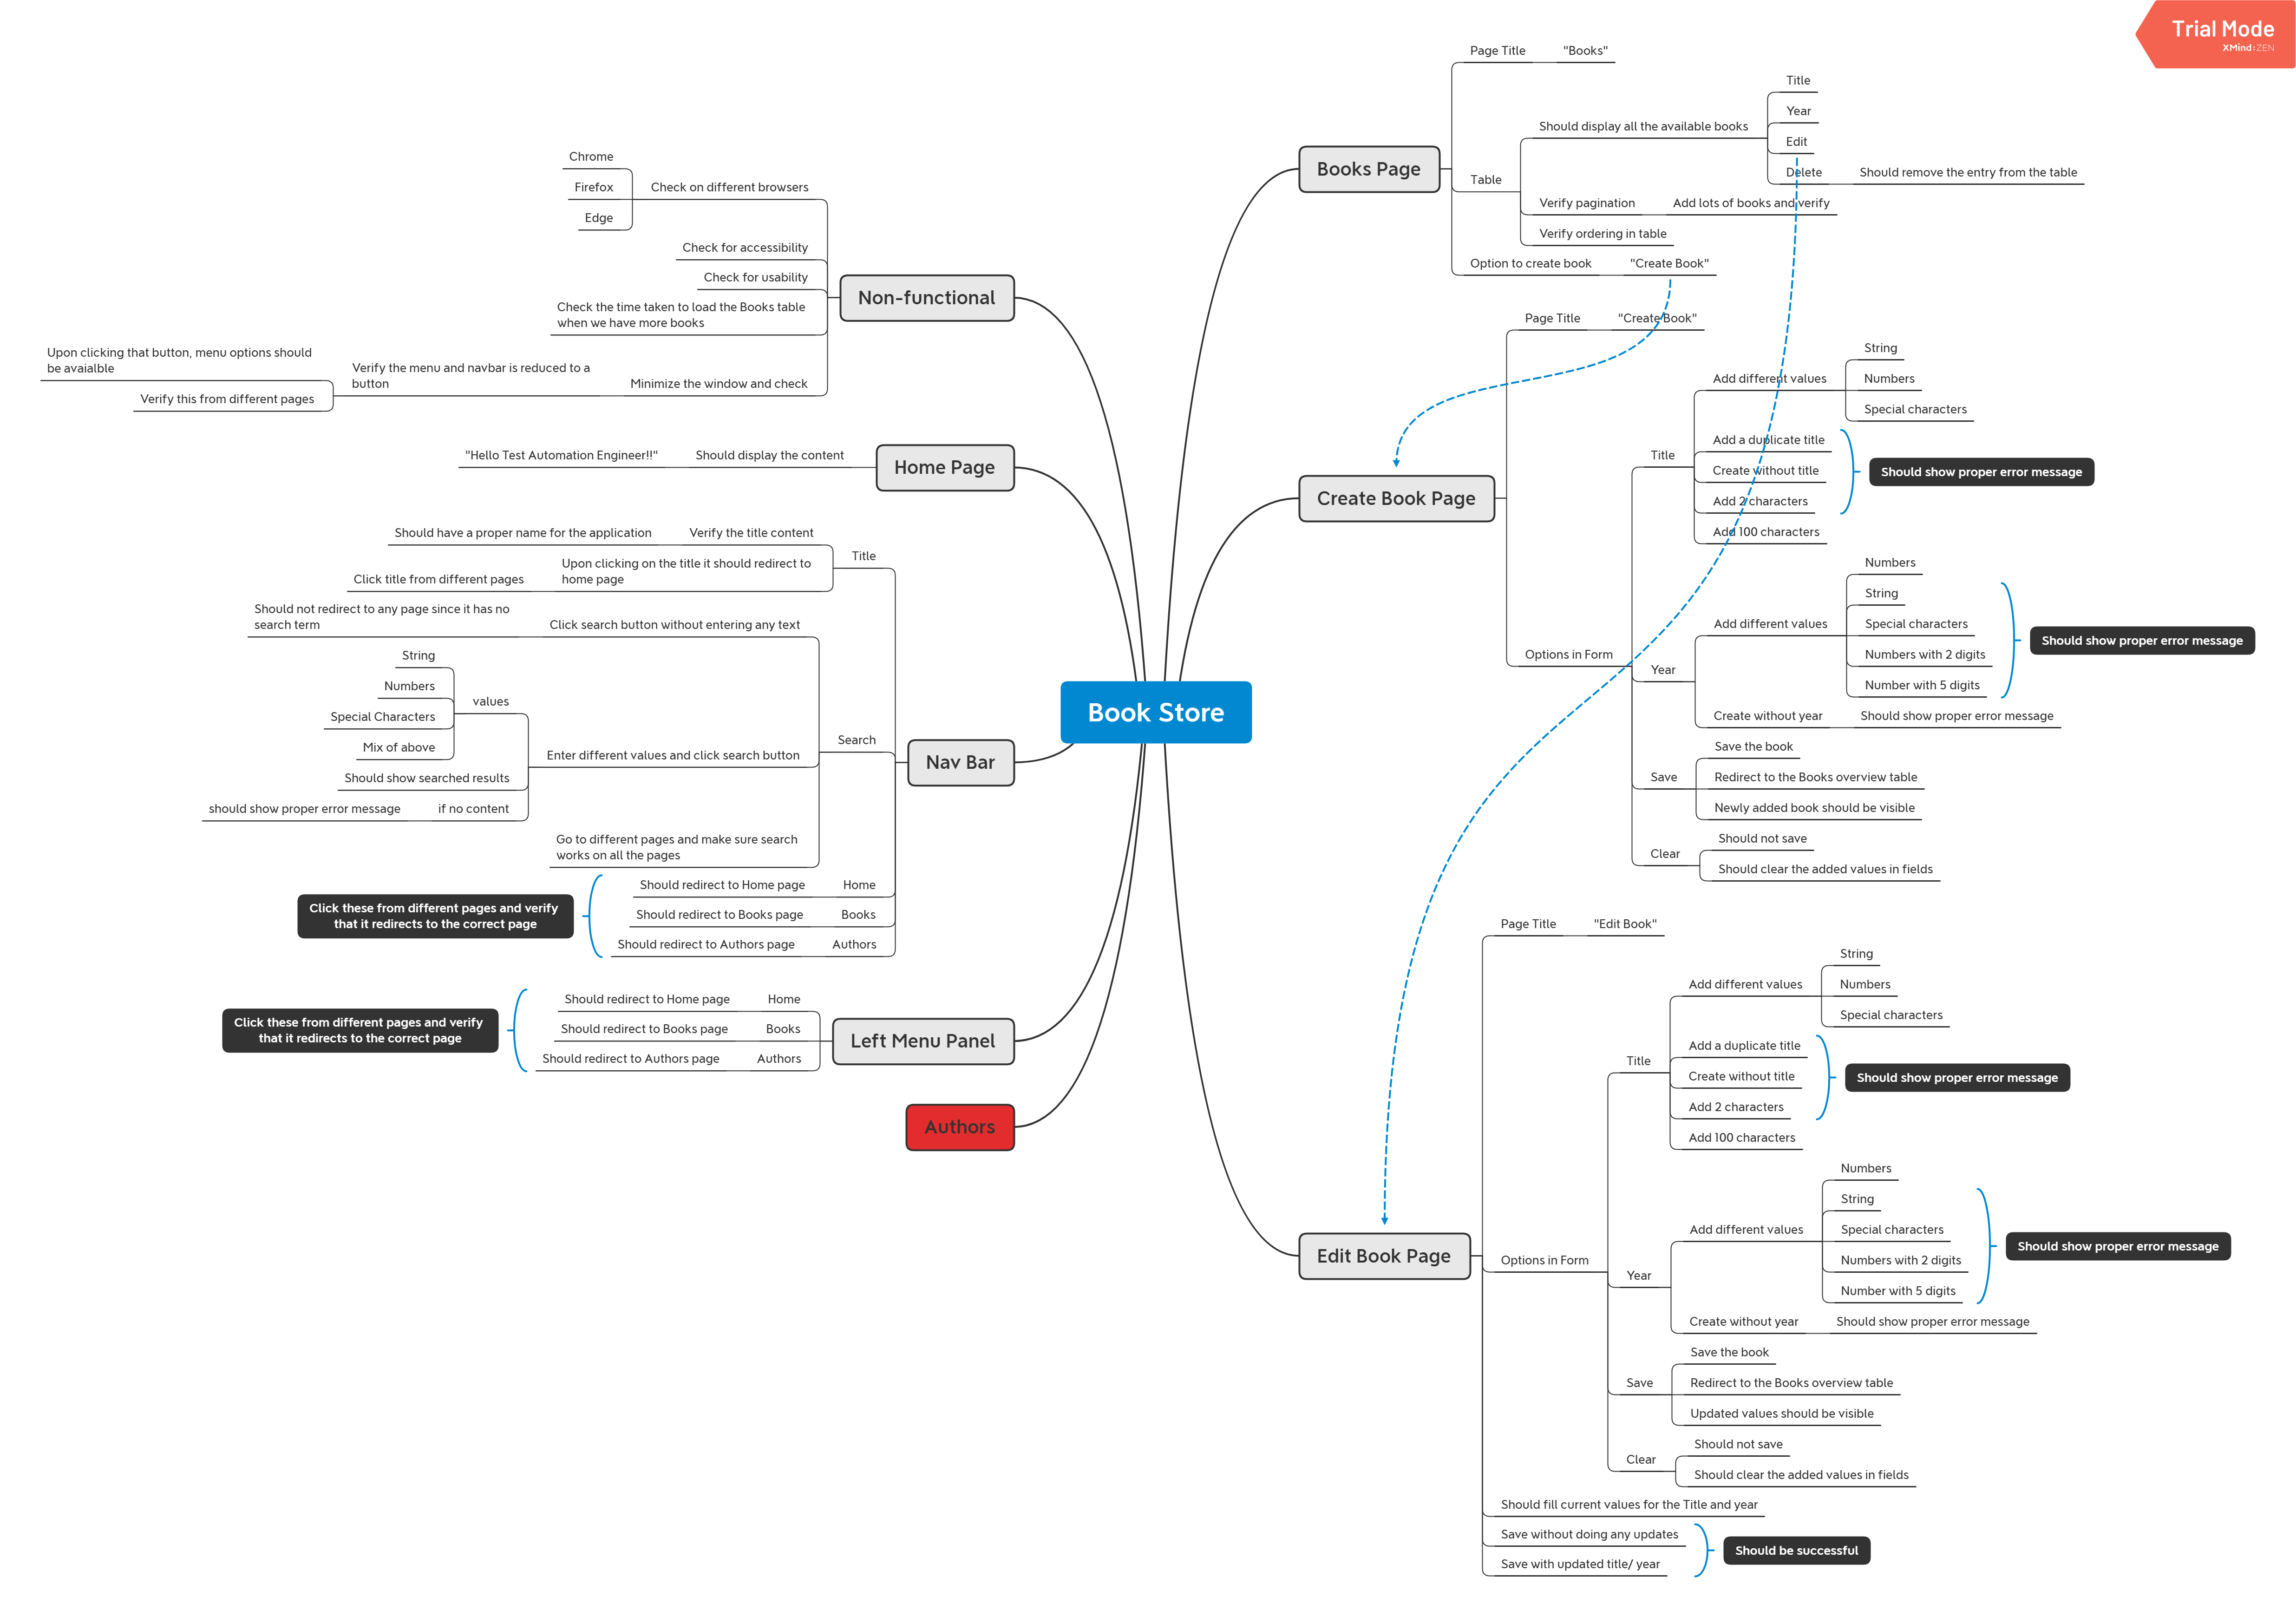 Trial Mode
XMind:ZEN
Book Store
Books Page
Page Title
"Books"
Table
Should display all the available books
Title
Year
Edit
Delete
Should remove the entry from the table
Verify pagination
Add lots of books and verify
Verify ordering in table
Option to create book
"Create Book"
Create Book Page
Page Title
"Create Book"
Options in Form
Title
Add different values
String
Numbers
Special characters
Add a duplicate title
Create without title
Add 2 characters
Should show proper error message
Add 100 characters
Year
Add different values
Numbers
String
Special characters
Numbers with 2 digits
Number with 5 digits
Should show proper error message
Create without year
Should show proper error message
Save
Save the book
Redirect to the Books overview table
Newly added book should be visible
Clear
Should not save
Should clear the added values in fields
Edit Book Page
Page Title
"Edit Book"
Options in Form
Title
Add different values
String
Numbers
Special characters
Add a duplicate title
Create without title
Add 2 characters
Should show proper error message
Add 100 characters
Year
Add different values
Numbers
String
Special characters
Numbers with 2 digits
Number with 5 digits
Should show proper error message
Create without year
Should show proper error message
Save
Save the book
Redirect to the Books overview table
Updated values should be visible
Clear
Should not save
Should clear the added values in fields
Should fill current values for the Title and year
Save without doing any updates
Save with updated title/ year
Should be successful
Non-functional
Check on different browsers
Chrome
Firefox
Edge
Check for accessibility
Check for usability
Check the time taken to load the Books table
when we have more books
Minimize the window and check
Verify the menu and navbar is reduced to a
button
Upon clicking that button, menu options should
be avaialble
Verify this from different pages
Home Page
Should display the content
"Hello Test Automation Engineer!!"
Nav Bar
Title
Verify the title content
Should have a proper name for the application
Upon clicking on the title it should redirect to
home page
Click title from different pages
Search
Click search button without entering any text
Should not redirect to any page since it has no
search term
Enter different values and click search button
values
String
Numbers
Special Characters
Mix of above
Should show searched results
if no content
should show proper error message
Go to different pages and make sure search
works on all the pages
Home
Should redirect to Home page
Books
Should redirect to Books page
Authors
Should redirect to Authors page
Click these from different pages and verify
that it redirects to the correct page
Left Menu Panel
Home
Should redirect to Home page
Books
Should redirect to Books page
Authors
Should redirect to Authors page
Click these from different pages and verify
that it redirects to the correct page
Authors